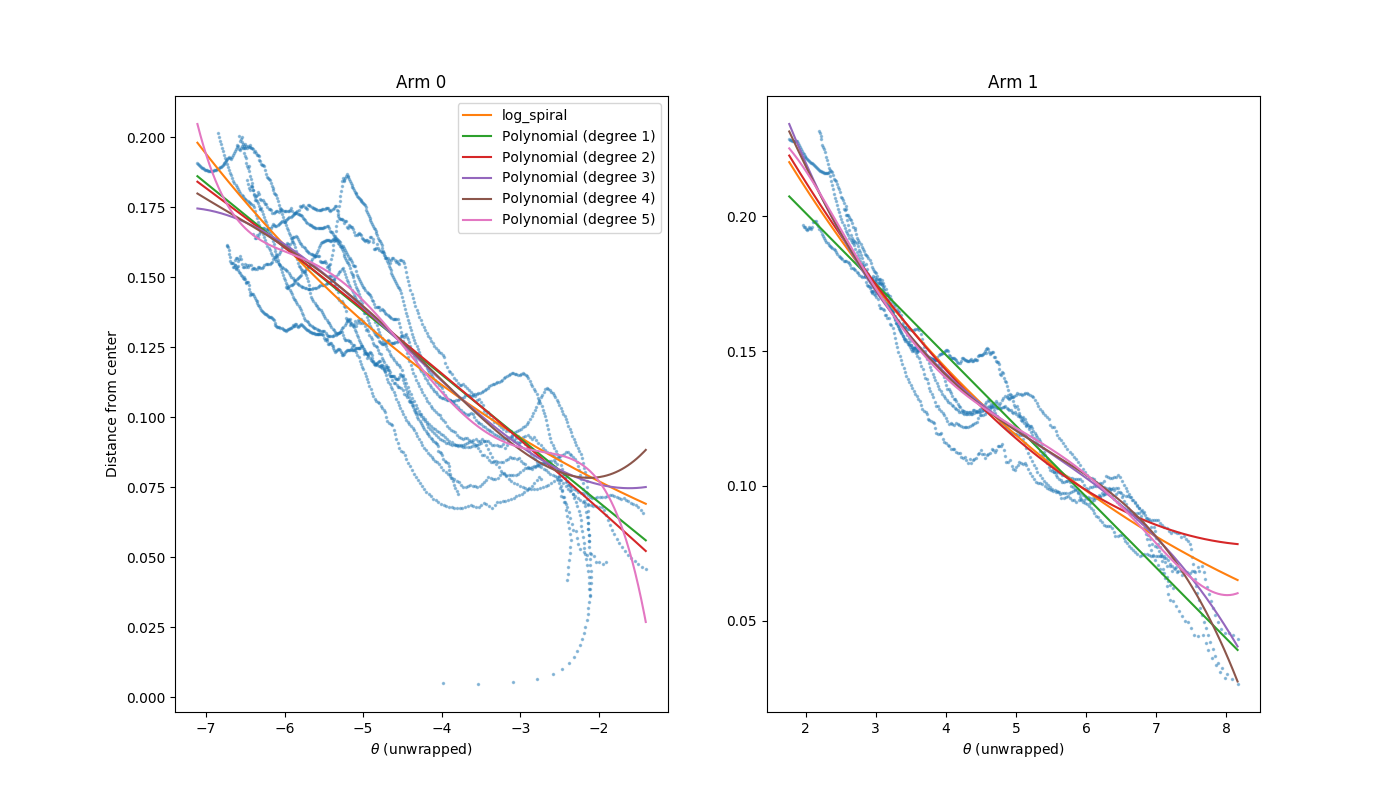 Arm 0
Distance from center
0.200
0.175
0.150
0.125
0.100
0.075
0.050
0.025
0.000
−7
−6
−5
−4
−3
−2
θ (unwrapped)
log_spiral
Polynomial (degree 1)
Polynomial (degree 2)
Polynomial (degree 3)
Polynomial (degree 4)
Polynomial (degree 5)
Arm 1
0.20
0.15
0.10
0.05
2
3
4
5
6
7
8
θ (unwrapped)